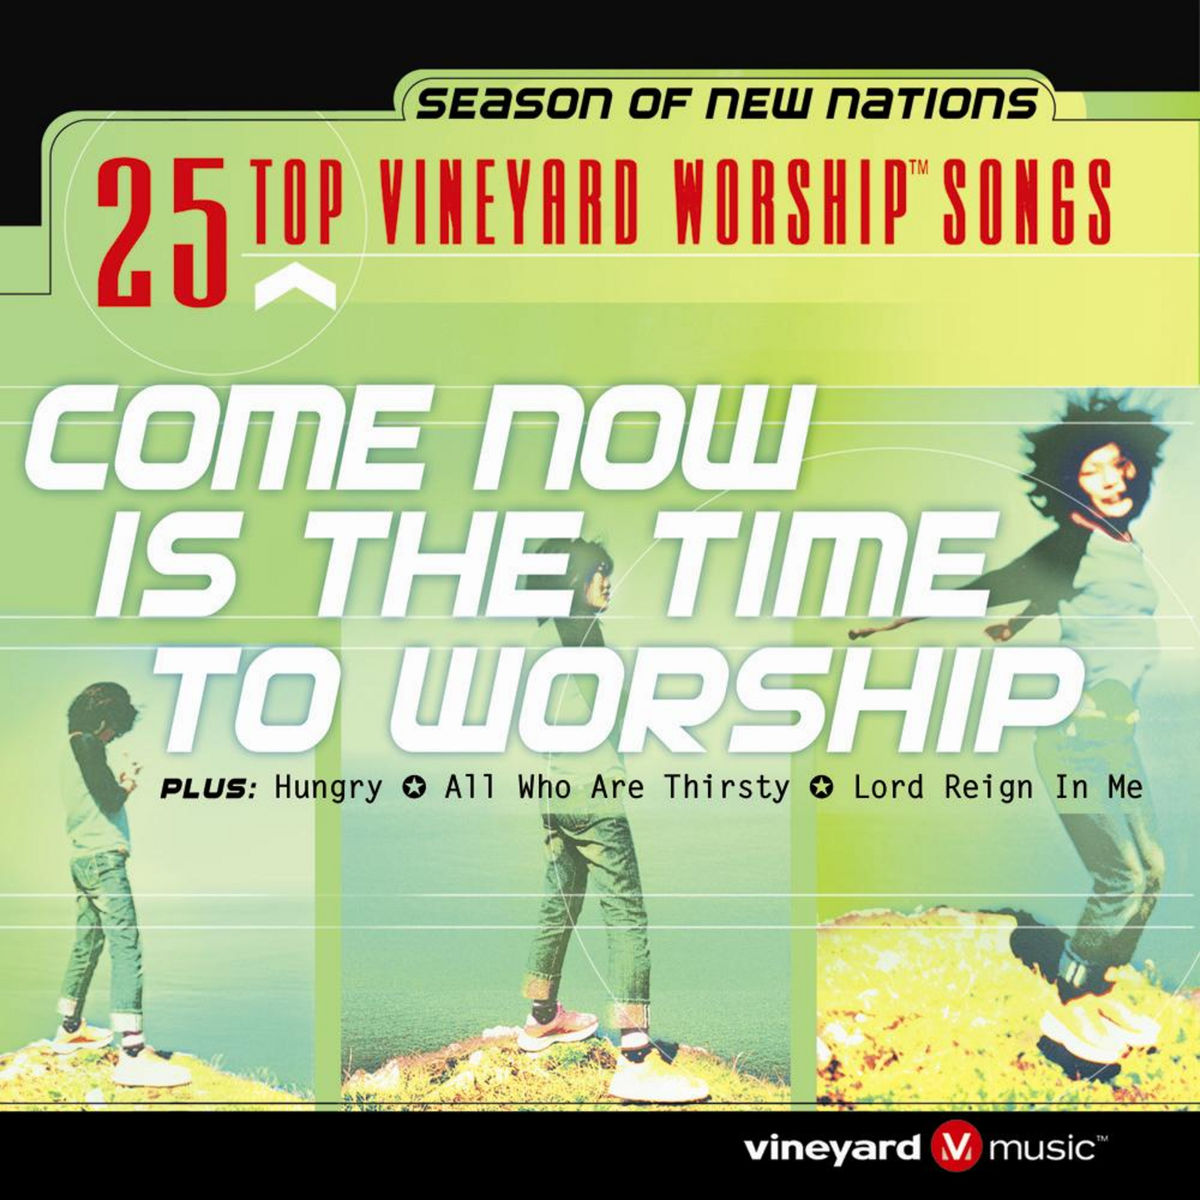 SEASON OF NEW NATIONS
25 TOP VINEYARD WORSHIP™ SONGS
COME NOW
IS THE TIME
TO WORSHIP
PLUS: Hungry ✪ All Who Are Thirsty ✪ Lord Reign In Me
vineyard V music™